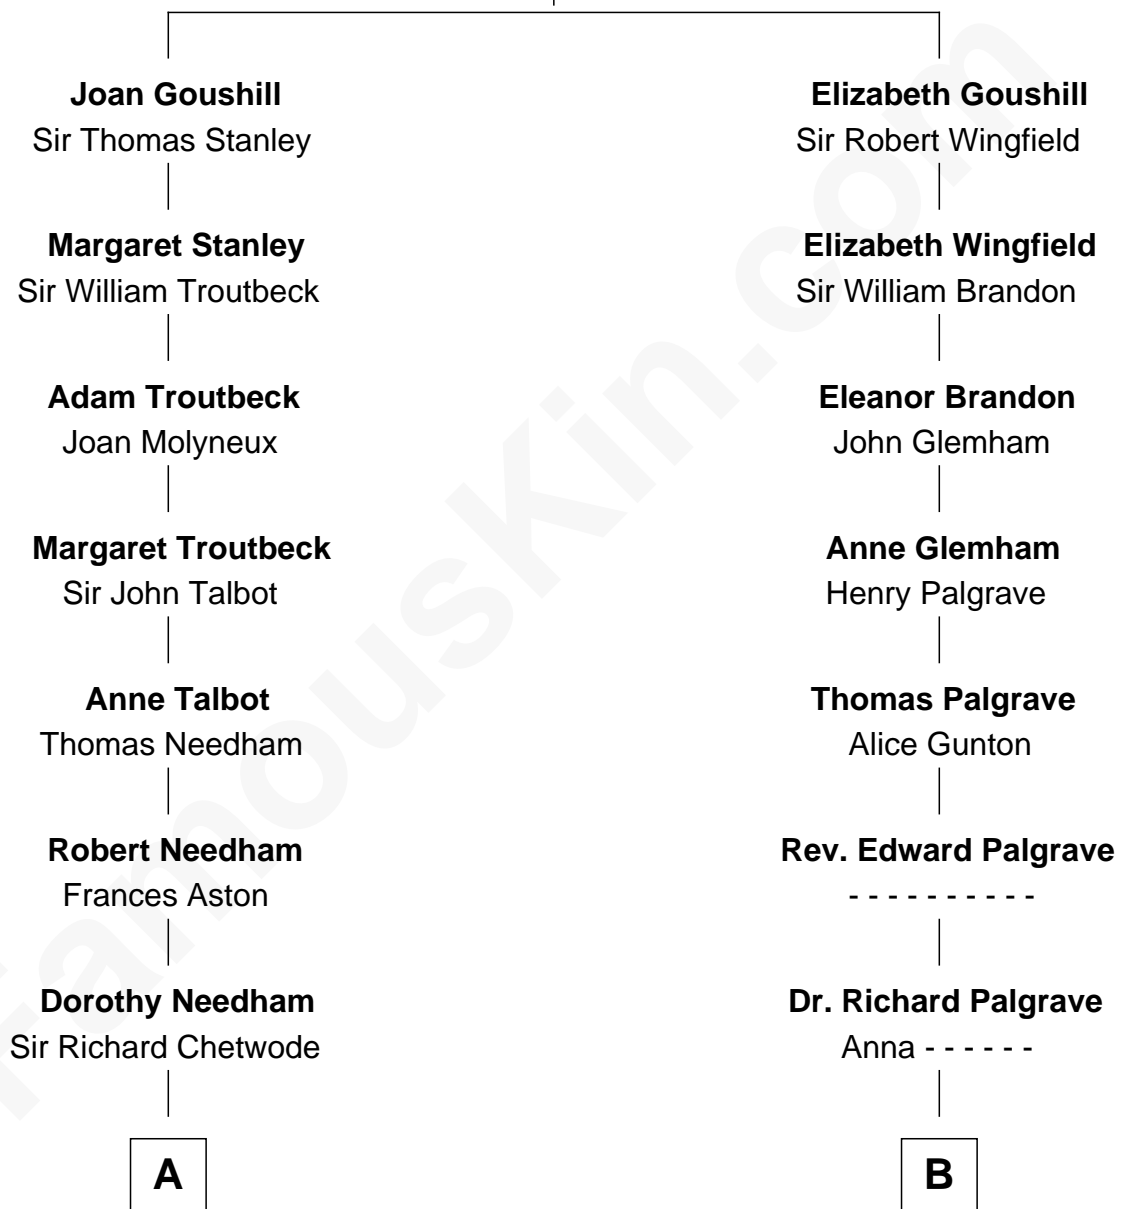 Joan Goushill
Sir Thomas Stanley
Margaret Stanley
Sir William Troutbeck
Adam Troutbeck
Joan Molyneux
Margaret Troutbeck
Sir John Talbot
Anne Talbot
Thomas Needham
Robert Needham
Frances Aston
Dorothy Needham
Sir Richard Chetwode
A
Elizabeth Goushill
Sir Robert Wingfield
Elizabeth Wingfield
Sir William Brandon
Eleanor Brandon
John Glemham
Anne Glemham
Henry Palgrave
Thomas Palgrave
Alice Gunton
Rev. Edward Palgrave
- - - - - - - - - -
Dr. Richard Palgrave
Anna - - - - - -
B
FamousKin.com